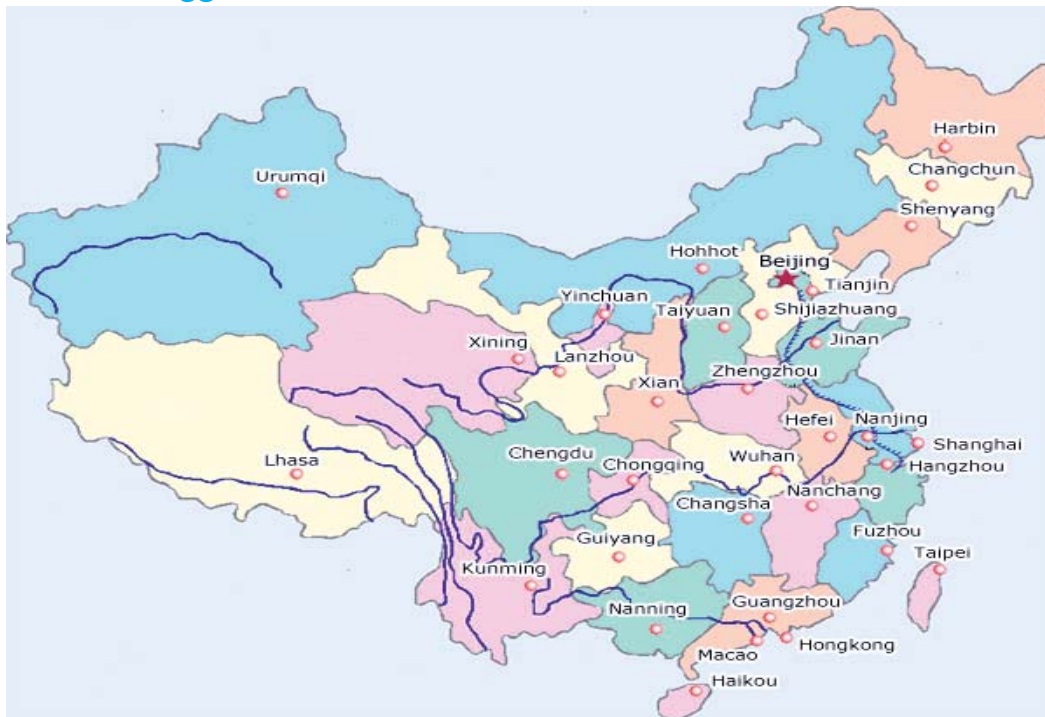 Harbin
Changchun
Urumqi
Shenyang
Hohhot
Beijing
Tianjin
Yinchuan
Taiyuan
Shijiazhuang
Xining
Lanzhou
Jinan
Zhengzhou
Xian
Hefei
Nanjing
Shanghai
Lhasa
Chengdu
Chongqing
Wuhan
Hangzhou
Changsha
Nanchang
Guiyang
Fuzhou
Taipei
Kunming
Nanning
Guangzhou
Hongkong
Macao
Haikou